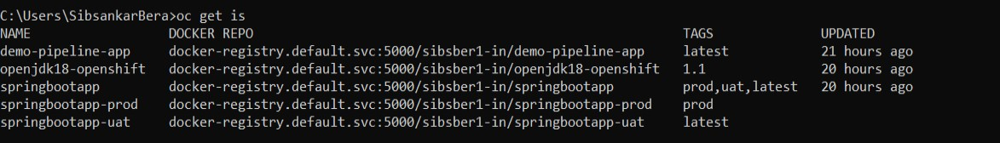 C:\Users\SibsankarBera>oc get is
NAME DOCKER REPO TAGS UPDATED
demo-pipeline-app docker-registry.default.svc:5000/sibsber1-in/demo-pipeline-app latest 21 hours ago
openjdk18-openshift docker-registry.default.svc:5000/sibsber1-in/openjdk18-openshift 1.1 20 hours ago
springbootapp docker-registry.default.svc:5000/sibsber1-in/springbootapp prod,uat,latest 20 hours ago
springbootapp-prod docker-registry.default.svc:5000/sibsber1-in/springbootapp-prod prod
springbootapp-uat docker-registry.default.svc:5000/sibsber1-in/springbootapp-uat latest